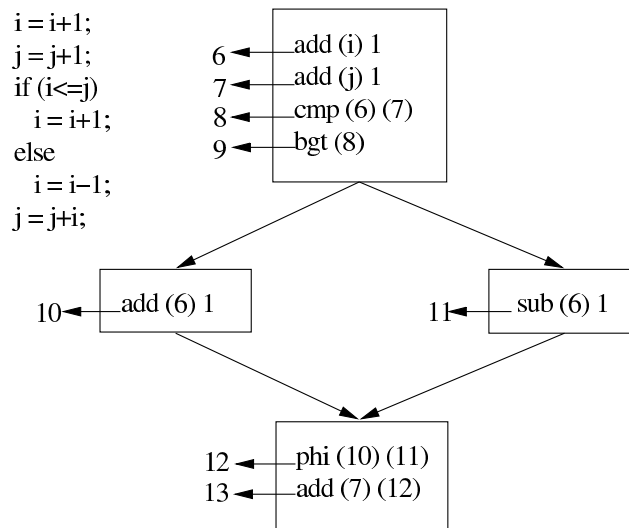 i = i+1;
j = j+1;
if (i<=j)
i = i+1;
else
i = i−1;
j = j+i;
6 add (i) 1
7 add (j) 1
8 cmp (6) (7)
9 bgt (8)
10 add (6) 1
11 sub (6) 1
12 phi (10) (11)
13 add (7) (12)